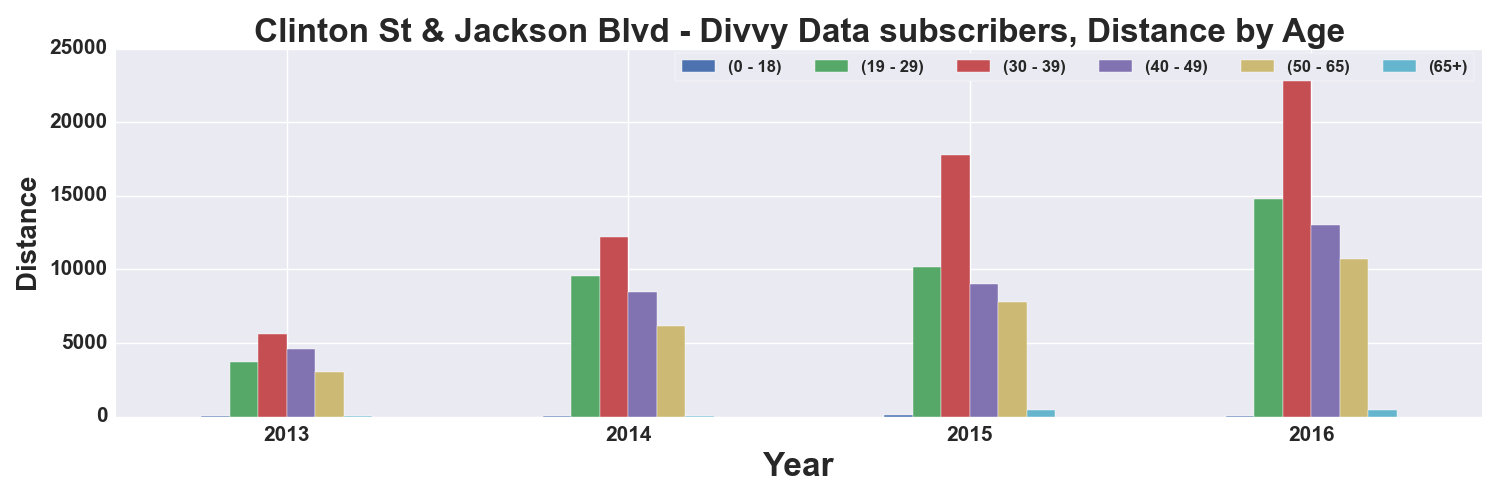 Clinton St & Jackson Blvd - Divvy Data subscribers, Distance by Age
25000
(0 - 18) (19 - 29) (30 - 39) (40 - 49) (50 - 65) (65+)
20000
15000
Distance
10000
5000
0
2013 2014 2015 2016
Year